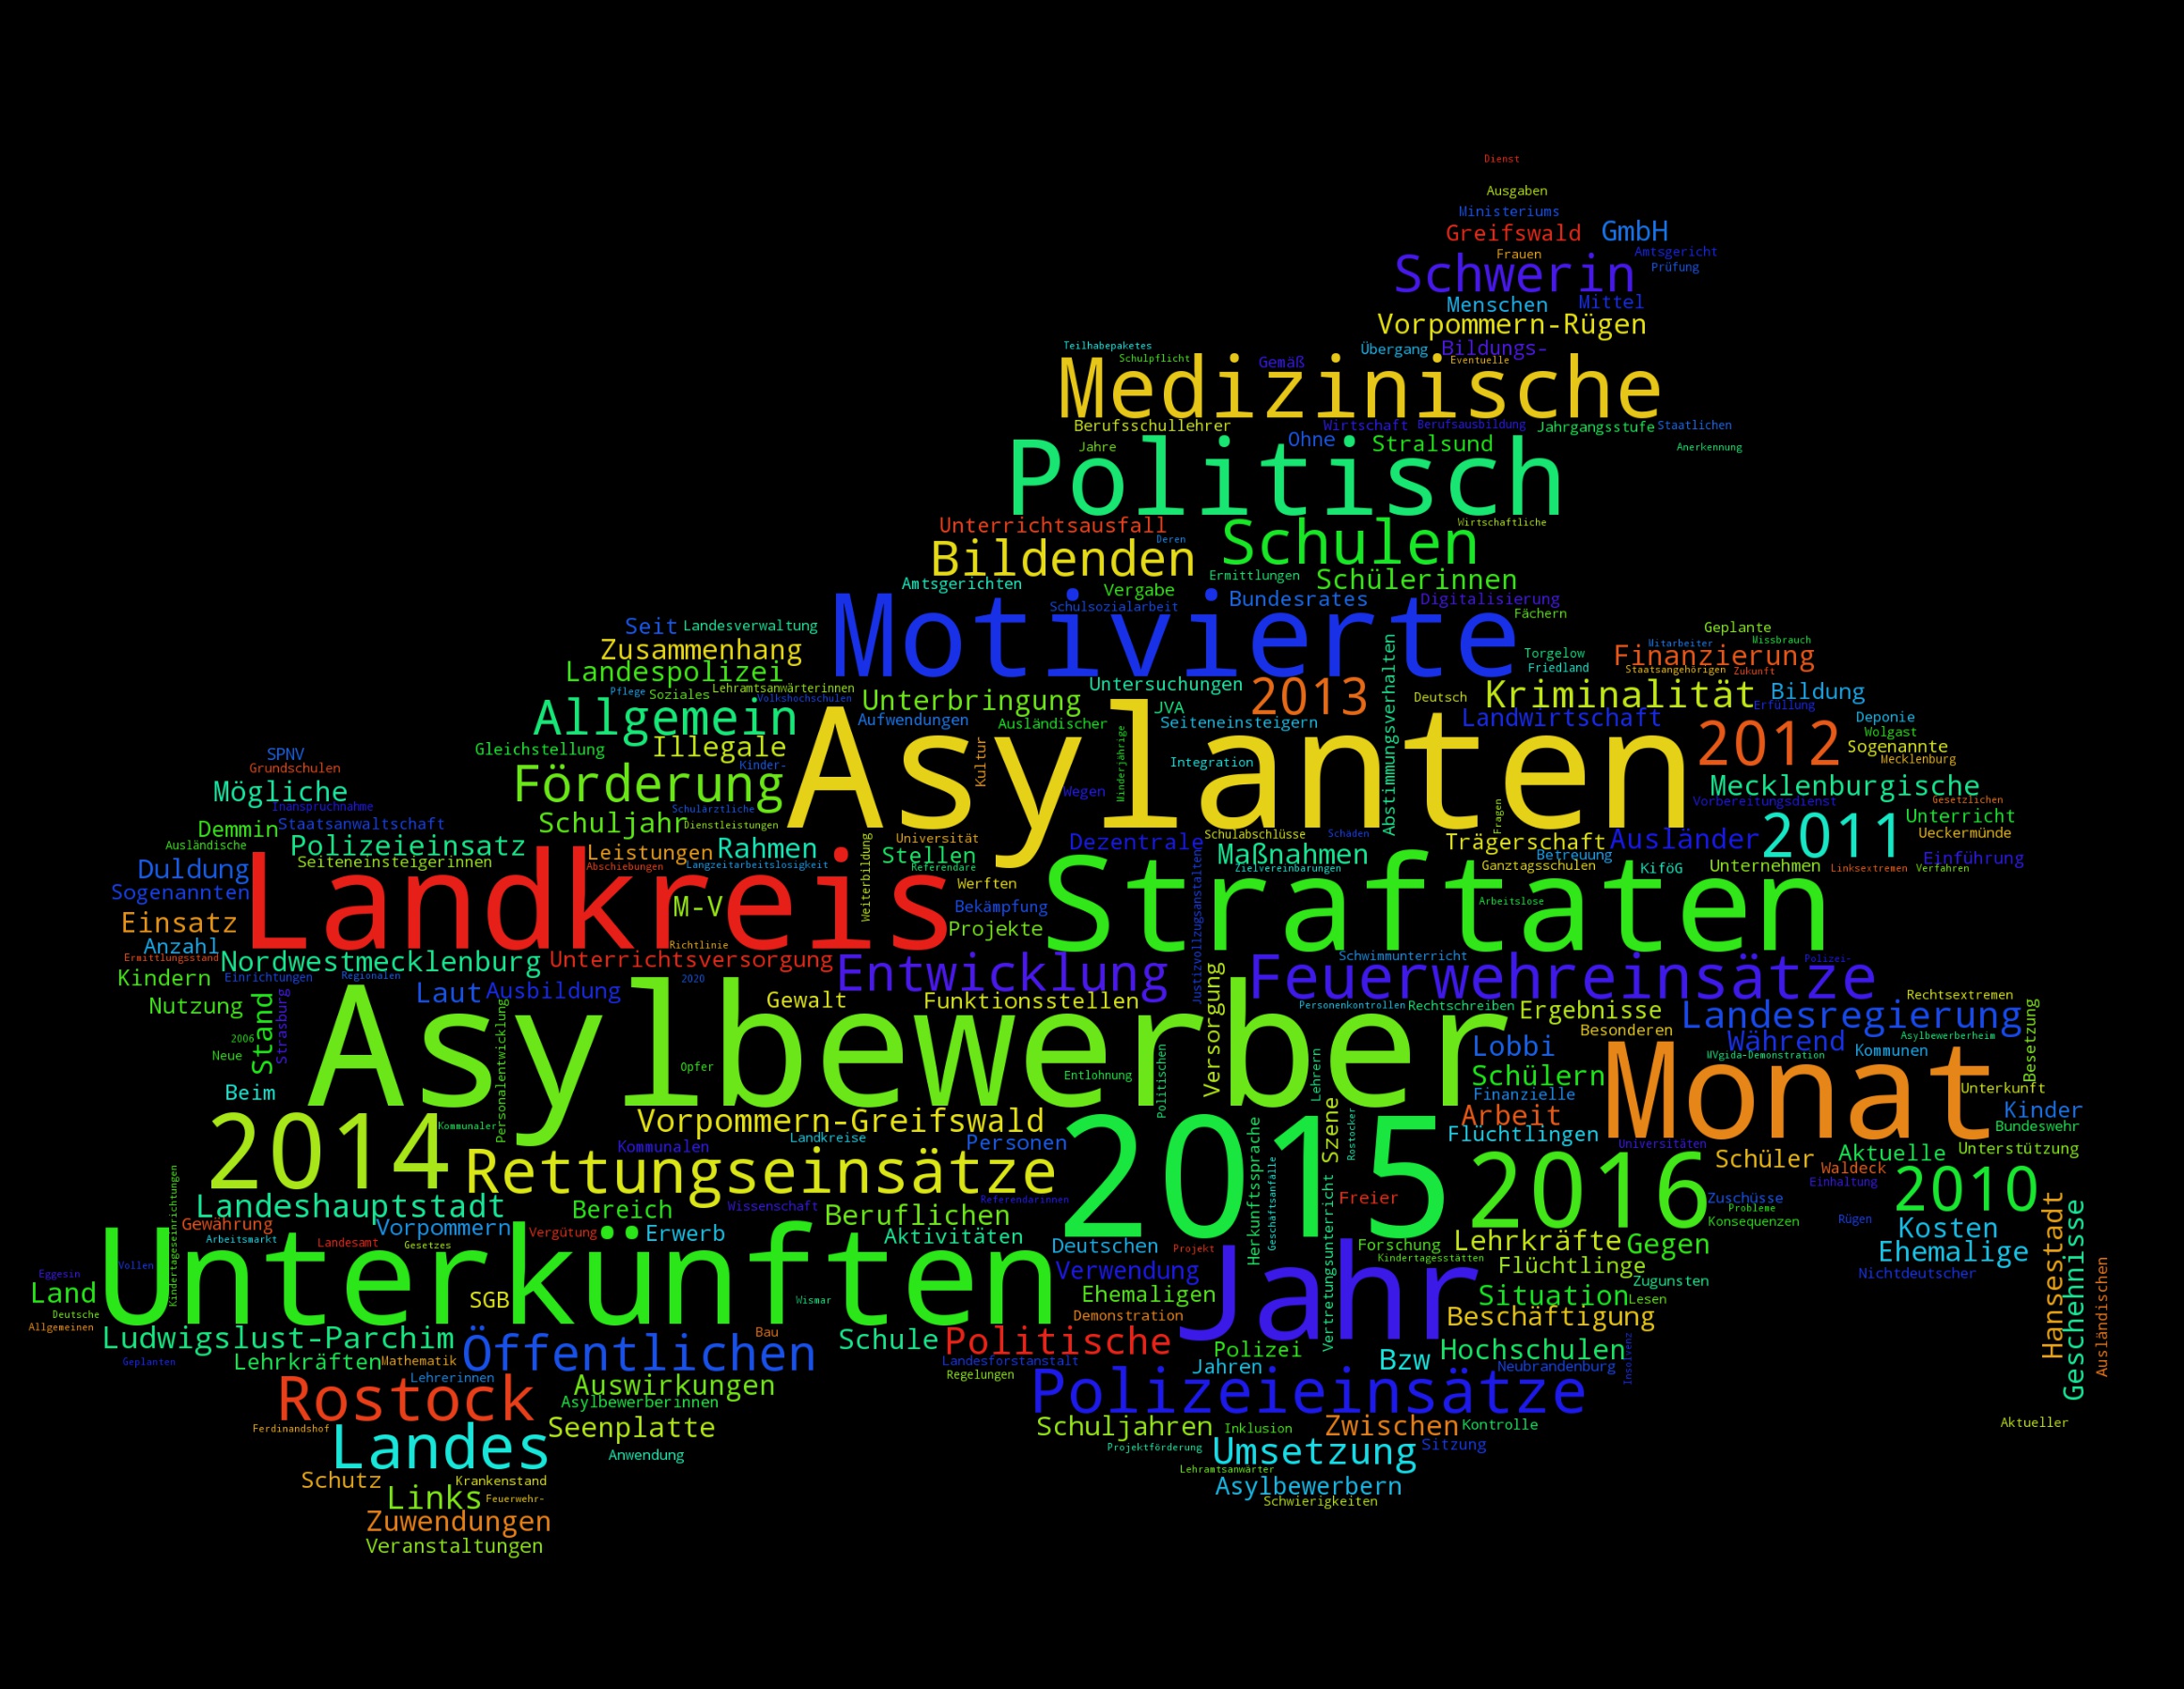 Dienst
Ausgaben
Ministeriums
Greifswald GmbH
Frauen Amtsgericht
Schwerin Prüfung
Menschen Mittel
Vorpommern-Rügen
Teilhabepaketes Übergang Bildungs-
Schulpflicht Gemäß Eventuelle
Medizinische
Berufsschullehrer Wirtschaft Berufsausbildung Jahrgangsstufe Staatlichen
Jahre Ohne Stralsund Anerkennung
Politisch
Unterrichtsausfall Wirtschaftliche
Schulen
Bildenden Deren
Amtsgerichten Ermittlungen Schülerinnen
Vergabe Bundesrates Digitalisierung
Schulsozialarbeit Fächern
Motivierte
Seit Landesverwaltung Geplante
Zusammenhang Mitarbeiter Missbrauch
Torgelow Finanzierung
Landespolizei Friedland Staatsangehörigen Zukunft
Pflege Soziales Lehramtsanwärterinnen Untersuchungen 2013 Deutsch Kriminalität Bildung
Volkshochschulen Unterbringung JVA Abstimmungsverhalten Erfüllung
Allgemein Aufwendungen Ausländischer Seiteneinsteigern Landwirtschaft Deponie
Wolgast
Gleichstellung Illegale Asylanten 2012 Sogenannte
SPNV Kinder- Kultur Minderjährige Integration Mecklenburg
Grundschulen
Mögliche Förderung Wegen Mecklenburgische
Inanspruchnahme Schulärztliche Vorbereitungsdienst Gesetzlichen
Demmin Staatsanwaltschaft Schuljahr Dienstleistungen Fragen Unterricht
Ausländische Polizeieinsatz Universität Dezentrale Schulabschlüsse Schäden Trägerschaft Ausländer 2011 Ueckermünde
Seiteneinsteigerinnen Leistungen Rahmen Weiterbildung Stellen Maßnahmen Betreuung Einführung
Duldung Abschiebungen Langzeitarbeitslosigkeit Referendare Zielvereinbarungen Ganztagsschulen KiföG Unternehmen Linksextremen Verfahren
Sogenannten Landkreis Werften Straftaten
M-V Bekämpfung Justizvollzugsanstalten Arbeitslose
Einsatz Projekte
Anzahl Richtlinie
Ermittlungsstand Nordwestmecklenburg Unterrichtsversorgung Schwimmunterricht Polizei-
Kindern Einrichtungen Regionalen 2020 Entwicklung Feuerwehreinsätze
Laut Ausbildung Gewalt Funktionsstellen Versorgung Personenkontrollen Rechtschreiben Ergebnisse Rechtsextremen
Nutzung Stand Strasburg Personalentwicklung Landesregierung
2006 Asylbewerber Besonderen Während Asylbewerberheim Besetzung
Neue Lobbi MVgida-Demonstration Kommunen
Opfer Entlohnung Politischen Lehrern Schülern Monat
Beim Finanzielle Unterkunft
2014 Vorpommern-Greifswald Arbeit Kinder
Kommunaler Landkreise Szene Rostocker Flüchtlingen Bundeswehr
Kommunalen Personen 2015 Universitäten Aktuelle Unterstützung
Rettungseinsätze Herkunftssprache Geschäftsanfälle 2016 Schüler Waldeck
Einhaltung 2010
Landeshauptstadt Wissenschaft Referendarinnen Freier Zuschüsse
Bereich Beruflichen Probleme
Gewährung Vorpommern Vergütung Erwerb Aktivitäten Konsequenzen Rügen Kosten Hansestadt Geschehnisse
Arbeitsmarkt Landesamt Gesetzes Deutschen Projekt Vertretungsunterricht Forschung Lehrkräfte Gegen
Kindertageseinrichtungen Kindertagesstätten Ehemalige
Eggesin Vollen Unterkünften Verwendung Jahr Flüchtlinge Nichtdeutscher Ausländischen
Land SGB Wismar Ehemaligen Situation Zugunsten
Lesen
Deutsche Demonstration Beschäftigung
Allgemeinen Bau
Ludwigslust-Parchim Schule Politische
Öffentlichen Polizei Hochschulen Insolvenz
Geplanten Lehrkräften Mathematik Landesforstanstalt Jahren Bzw Neubrandenburg
Lehrerinnen Regelungen
Auswirkungen Polizeieinsätze
Rostock Asylbewerberinnen
Ferdinandshof Seenplatte Schuljahren Inklusion Zwischen Kontrolle Aktueller
Landes Projektförderung Umsetzung Sitzung
Anwendung
Schutz Krankenstand Lehramtsanwärter
Links Feuerwehr- Asylbewerbern
Schwierigkeiten
Zuwendungen
Veranstaltungen